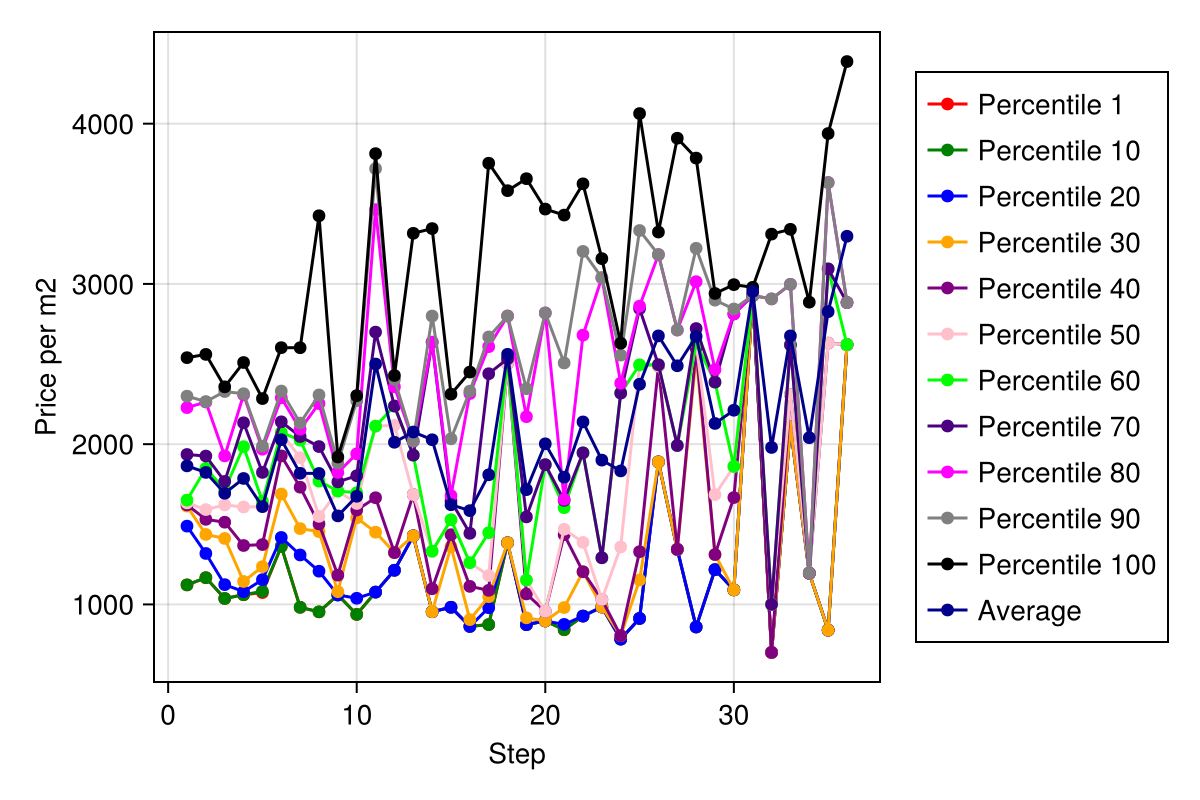 4000
3000
2000
1000
Price per m2
0 10 20 30
Step
Percentile 1
Percentile 10
Percentile 20
Percentile 30
Percentile 40
Percentile 50
Percentile 60
Percentile 70
Percentile 80
Percentile 90
Percentile 100
Average